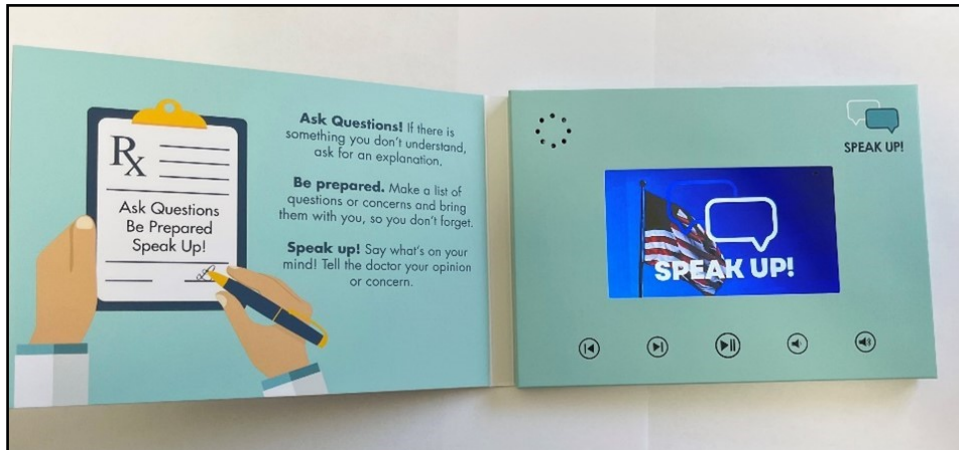 Rx
Ask Questions
Be Prepared
Speak Up!
Ask Questions! If there is
something you don't understand,
ask for an explanation.
Be prepared. Make a list of
questions or concerns and bring
them with you, so you don't forget.
Speak up! Say what's on your
mind! Tell the doctor your opinion
or concern.
SPEAK UP!
SPEAK UP!